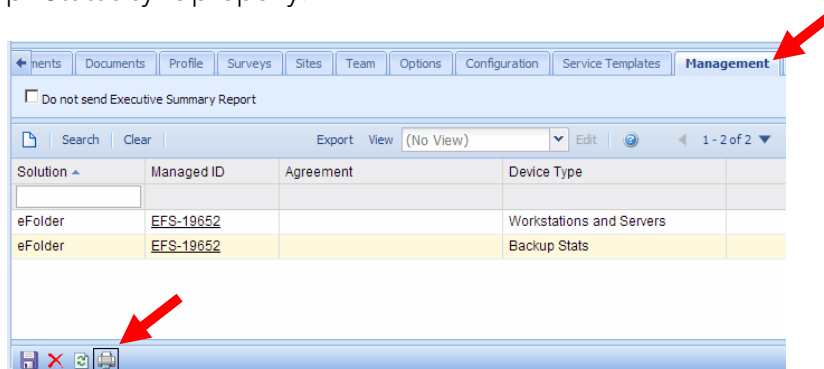 ments Documents Profile Surveys Sites Team Options Configuration Service Templates Management
Do not send Executive Summary Report
Search Clear Export View (No View) Edit 1 - 2 of 2
Solution Managed ID Agreement Device Type
eFolder EFS-19652 Workstations and Servers
eFolder EFS-19652 Backup Stats